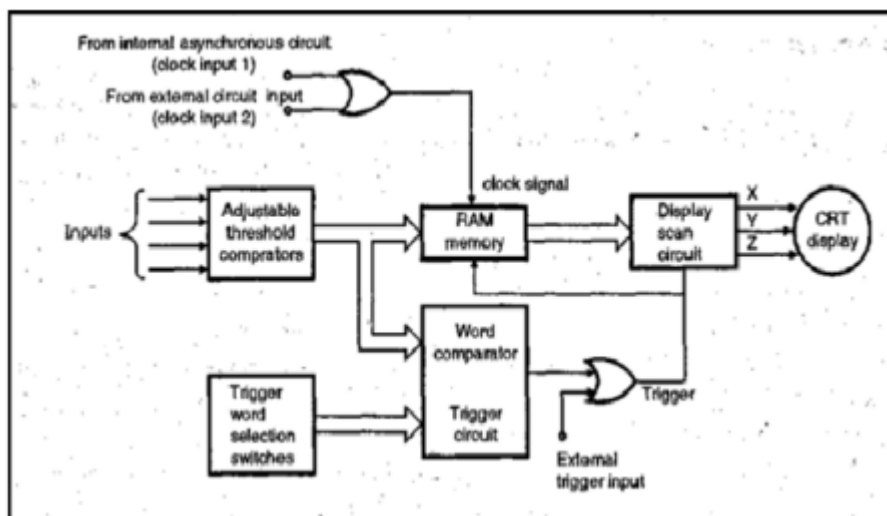 From internal asynchronous circuit
(clock input 1)
From external circuit input
(clock input 2)
clock signal
Inputs
Adjustable
threshold
comprators
RAM
memory
Display
scan
circuit
X
Y
Z
CRT
display
Word
comparator
Trigger
circuit
Trigger
word
selection
switches
Trigger
External
trigger input